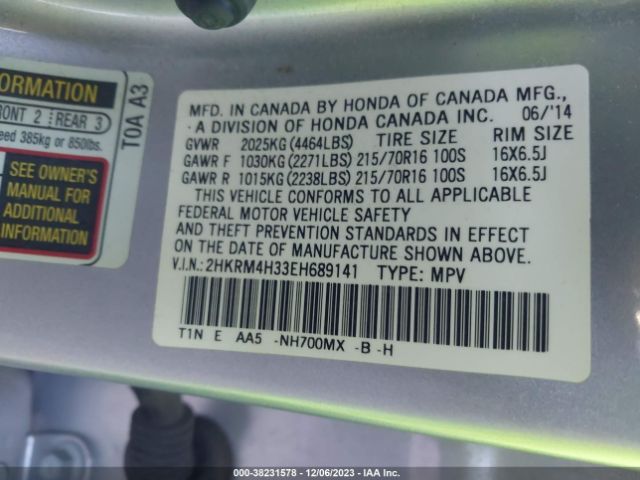 ORMATION
RONT 2 REAR 3
eed 385kg or 850lbs.
TOA A3
SEE OWNER'S
MANUAL FOR
ADDITIONAL
INFORMATION
MFD. IN CANADA BY HONDA OF CANADA MFG.,
A DIVISION OF HONDA CANADA INC. 06/'14
GVWR 2025KG (4464LBS) TIRE SIZE RIM SIZE
GAWR F 1030KG (2271LBS) 215/70R16 100S 16X6.5J
GAWR R 1015KG (2238LBS) 215/70R16 100S 16X6.5J
THIS VEHICLE CONFORMS TO ALL APPLICABLE
FEDERAL MOTOR VEHICLE SAFETY
AND THEFT PREVENTION STANDARDS IN EFFECT
ON THE DATE OF MANUFACTURE SHOWN ABOVE.
V.I.N.: 2HKRM4H33EH689141 TYPE: MPV
T1N E AA5 -NH700MX -B -H
000-38231578 — 12/06/2023 — IAA Inc.